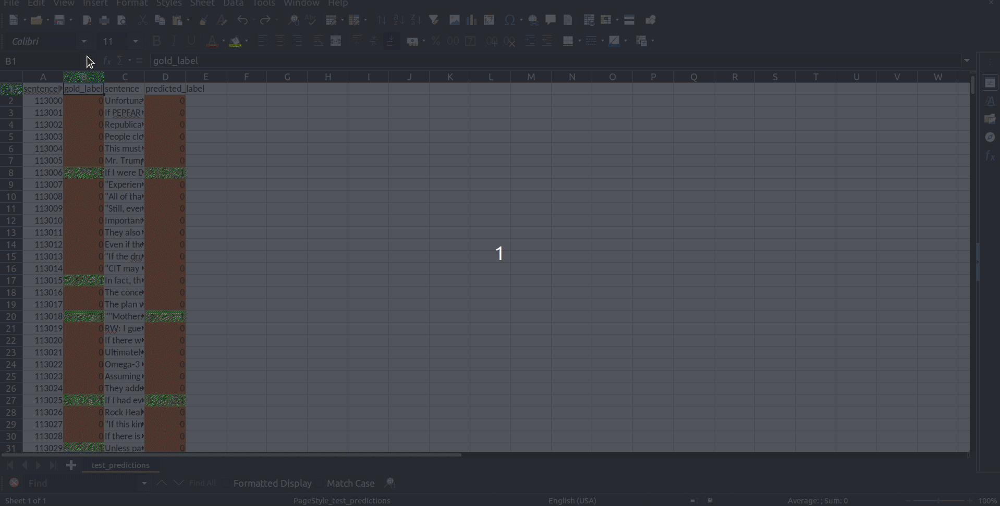 File Edit View Insert Format Styles Sheet Data Tools Window Help
Calibri 11
B1 gold_label
A B C D E F G H I J K L M N O P Q R S T U V W
1 gold_label sentence predicted_label
2 113000 0 Unfortuna 0
3 113001 0 If PEPFAR 0
4 113002 0 Republica 0
5 113003 0 People clo 0
6 113004 0 This must 0
7 113005 0 Mr. Trump 0
8 113006 1 If I were D 1
9 113007 0 "Experien 0
10 113008 0 "All of tha 0
11 113009 0 "Still, ever 0
12 113010 0 Important 0
13 113011 0 They also 0
14 113012 0 Even if the 0
15 113013 0 "If the dru 0
16 113014 0 "CIT may 0
17 113015 1 In fact, th 0
18 113016 0 The conce 0
19 113017 0 The plan w 0
20 113018 1 ""Mother 1
21 113019 0 RW: I gue 0
22 113020 0 If there w 0
23 113021 0 Ultimatel 0
24 113022 0 Omega-3 0
25 113023 0 Assuming 0
26 113024 0 They adde 0
27 113025 1 If I had ev 1
28 113026 0 Rock Heal 0
29 113027 0 "If this kin 0
30 113028 0 If there is 0
31 113029 1 Unless pa 0
1
test_predictions
Find Find All Formatted Display Match Case
Sheet 1 of 1 PageStyle_test_predictions English (USA) Average: ; Sum: 0 100%